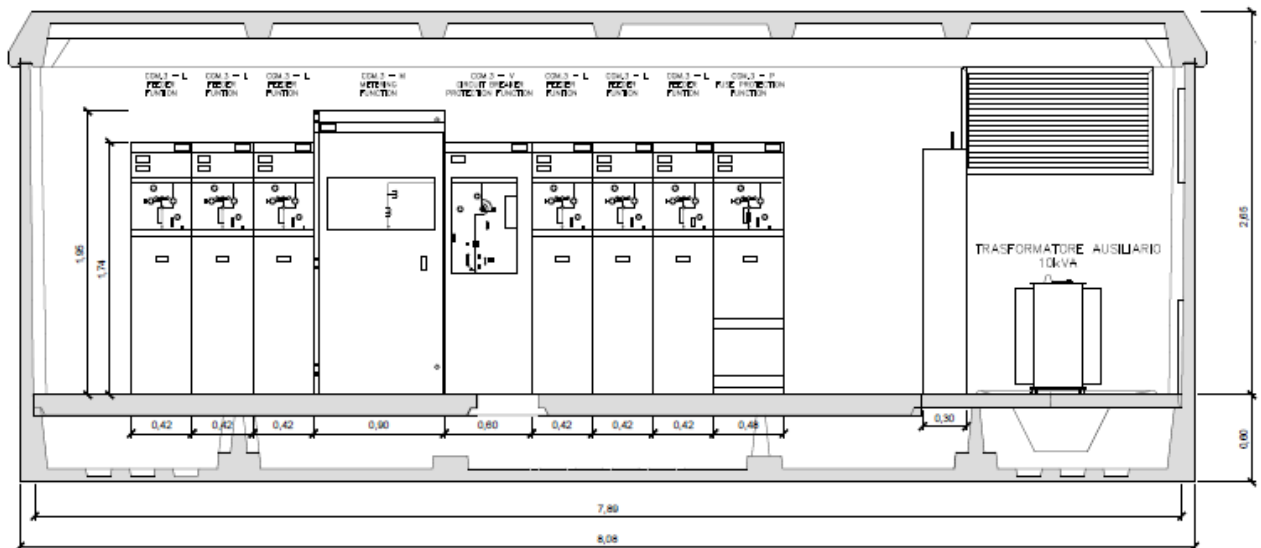 COM.3 - L
FEEDER
FUNTION
COM.3 - L
FEEDER
FUNTION
COM.3 - L
FEEDER
FUNTION
COM.3 - M
METERING
FUNCTION
COM.3 - V
CIRCUIT BREAKER
PROTECTION FUNCTION
COM.3 - L
FEEDER
FUNTION
COM.3 - L
FEEDER
FUNTION
COM.3 - L
FEEDER
FUNTION
COM.3 - P
FUSE PROTECTION
FUNCTION
1,95
1,74
2,65
TRASFORMATORE AUSILIARIO
10kVA
0,42
0,42
0,42
0,90
0,60
0,42
0,42
0,42
0,48
0,30
0,60
7,89
8,08